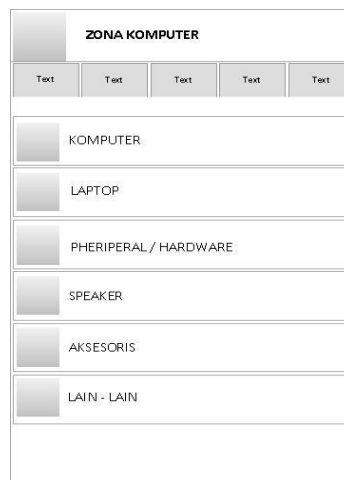 ZONA KOMPUTER
Text Text Text Text Text
KOMPUTER
LAPTOP
PHERIPERAL / HARDWARE
SPEAKER
AKSESORIS
LAIN - LAIN